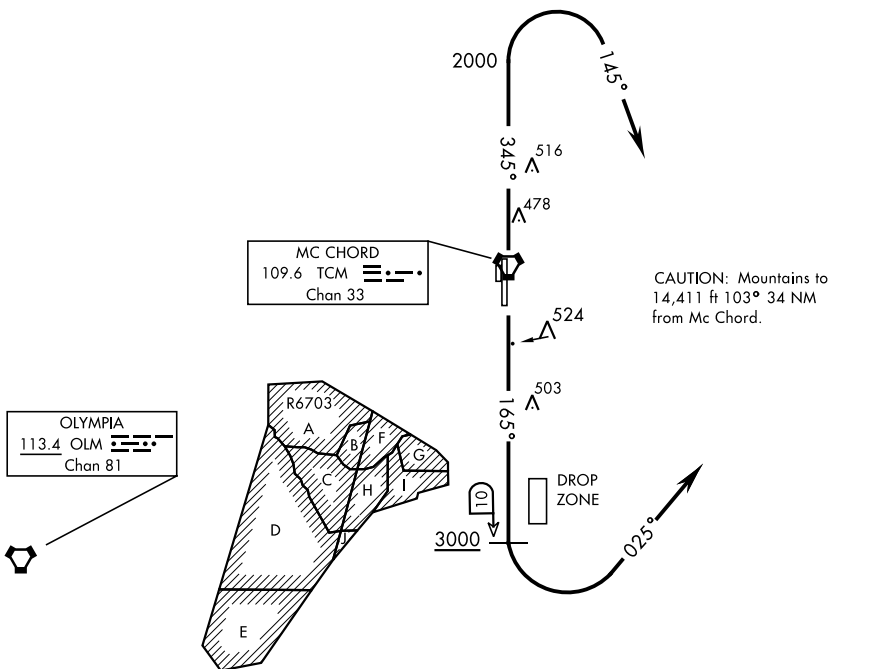 2000
145°
345°
516
478
MC CHORD
109.6 TCM
Chan 33
CAUTION: Mountains to
14,411 ft 103° 34 NM
from Mc Chord.
524
503
165°
R6703
A
B
F
G
C
H
I
D
J
E
OLYMPIA
113.4 OLM
Chan 81
10
DROP
ZONE
3000
025°